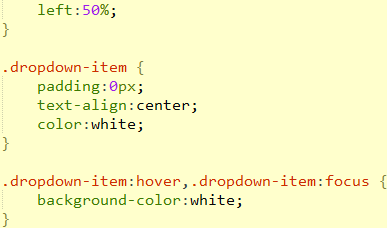 left:50%;
}

.dropdown-item {
    padding:0px;
    text-align:center;
    color:white;
}

.dropdown-item:hover,.dropdown-item:focus {
    background-color:white;
}